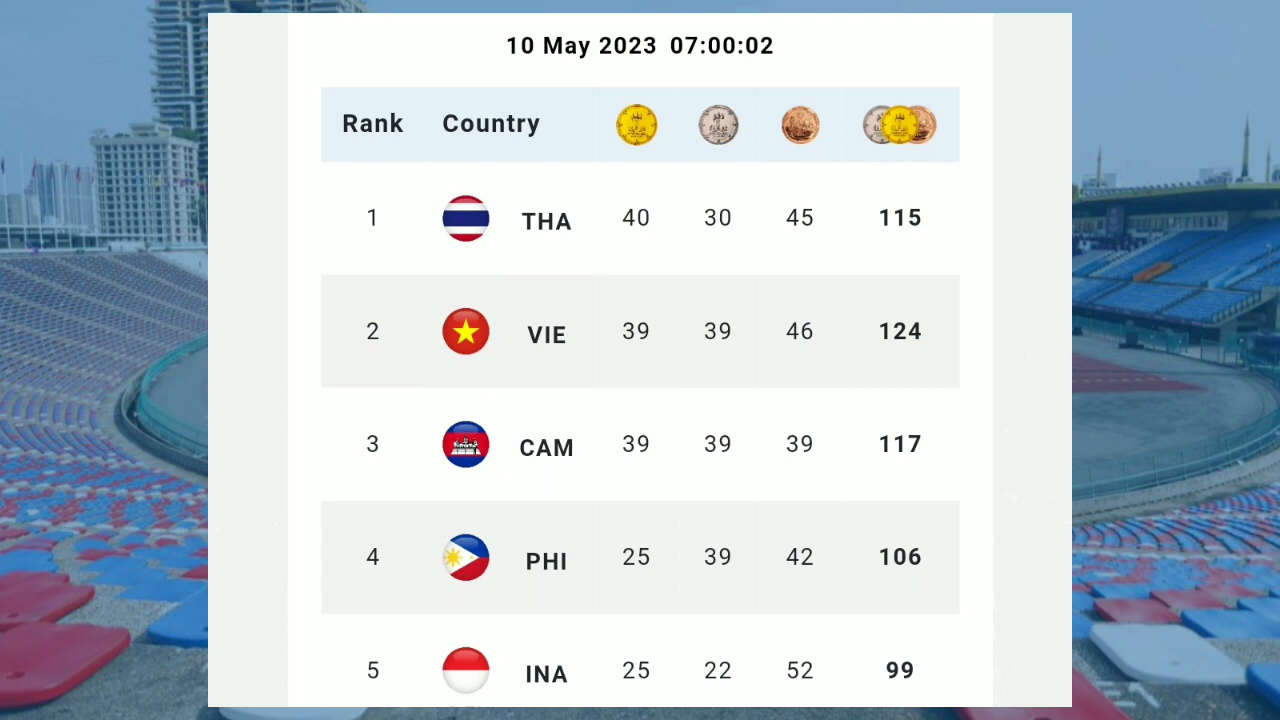 10 May 2023 07:00:02
Rank Country
1 THA 40 30 45 115
2 VIE 39 39 46 124
3 CAM 39 39 39 117
4 PHI 25 39 42 106
5 INA 25 22 52 99